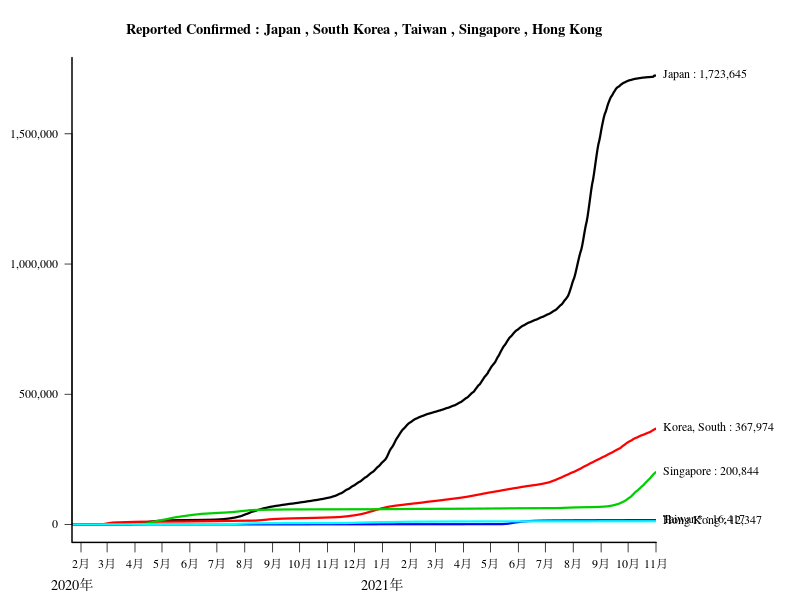 Reported Confirmed : Japan , South Korea , Taiwan , Singapore , Hong Kong
Japan : 1,723,645
1,500,000
1,000,000
500,000
Korea, South : 367,974
Singapore : 200,844
Hong Kong : 12,347
0
2月 3月 4月 5月 6月 7月 8月 9月 10月 11月 12月 1月 2月 3月 4月 5月 6月 7月 8月 9月 10月 11月
2020年 2021年